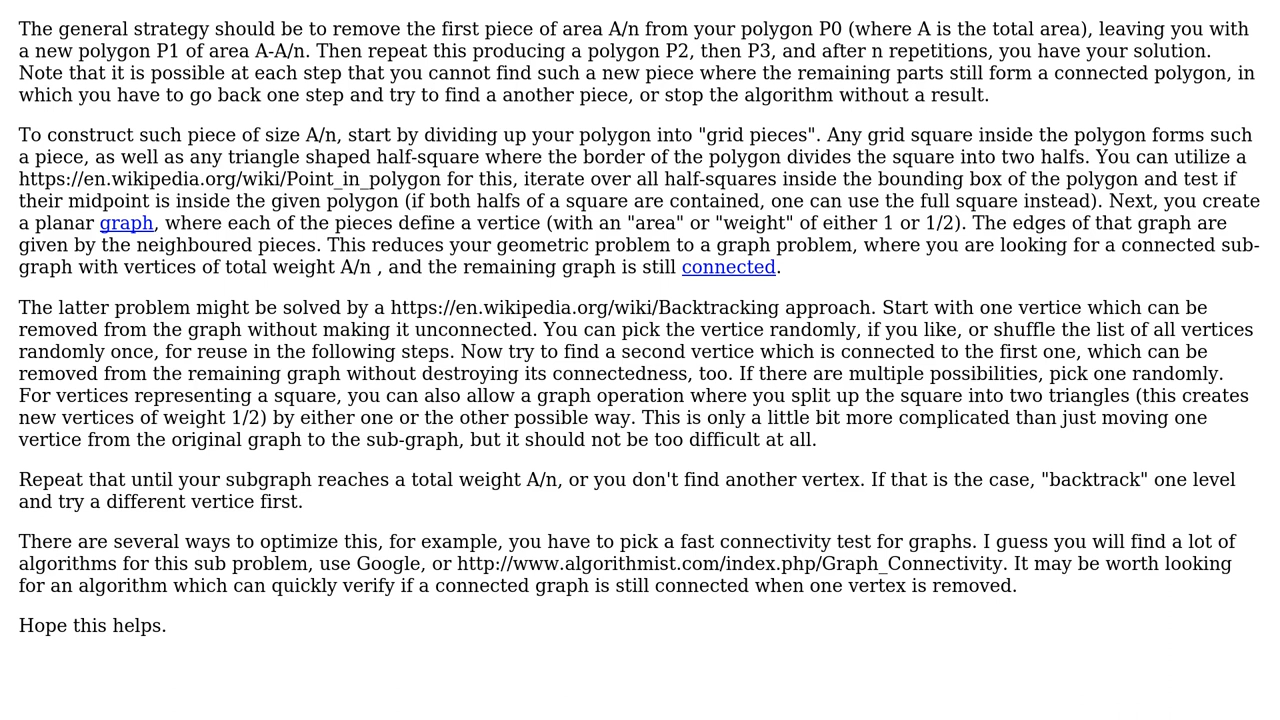 The general strategy should be to remove the first piece of area A/n from your polygon P0 (where A is the total area), leaving you with
a new polygon P1 of area A-A/n. Then repeat this producing a polygon P2, then P3, and after n repetitions, you have your solution.
Note that it is possible at each step that you cannot find such a new piece where the remaining parts still form a connected polygon, in
which you have to go back one step and try to find a another piece, or stop the algorithm without a result.
To construct such piece of size A/n, start by dividing up your polygon into "grid pieces". Any grid square inside the polygon forms such
a piece, as well as any triangle shaped half-square where the border of the polygon divides the square into two halfs. You can utilize a
https://en.wikipedia.org/wiki/Point_in_polygon for this, iterate over all half-squares inside the bounding box of the polygon and test if
their midpoint is inside the given polygon (if both halfs of a square are contained, one can use the full square instead). Next, you create
a planar graph, where each of the pieces define a vertice (with an "area" or "weight" of either 1 or 1/2). The edges of that graph are
given by the neighboured pieces. This reduces your geometric problem to a graph problem, where you are looking for a connected sub-
graph with vertices of total weight A/n , and the remaining graph is still connected.
The latter problem might be solved by a https://en.wikipedia.org/wiki/Backtracking approach. Start with one vertice which can be
removed from the graph without making it unconnected. You can pick the vertice randomly, if you like, or shuffle the list of all vertices
randomly once, for reuse in the following steps. Now try to find a second vertice which is connected to the first one, which can be
removed from the remaining graph without destroying its connectedness, too. If there are multiple possibilities, pick one randomly.
For vertices representing a square, you can also allow a graph operation where you split up the square into two triangles (this creates
new vertices of weight 1/2) by either one or the other possible way. This is only a little bit more complicated than just moving one
vertice from the original graph to the sub-graph, but it should not be too difficult at all.
Repeat that until your subgraph reaches a total weight A/n, or you don't find another vertex. If that is the case, "backtrack" one level
and try a different vertice first.
There are several ways to optimize this, for example, you have to pick a fast connectivity test for graphs. I guess you will find a lot of
algorithms for this sub problem, use Google, or http://www.algorithmist.com/index.php/Graph_Connectivity. It may be worth looking
for an algorithm which can quickly verify if a connected graph is still connected when one vertex is removed.
Hope this helps.